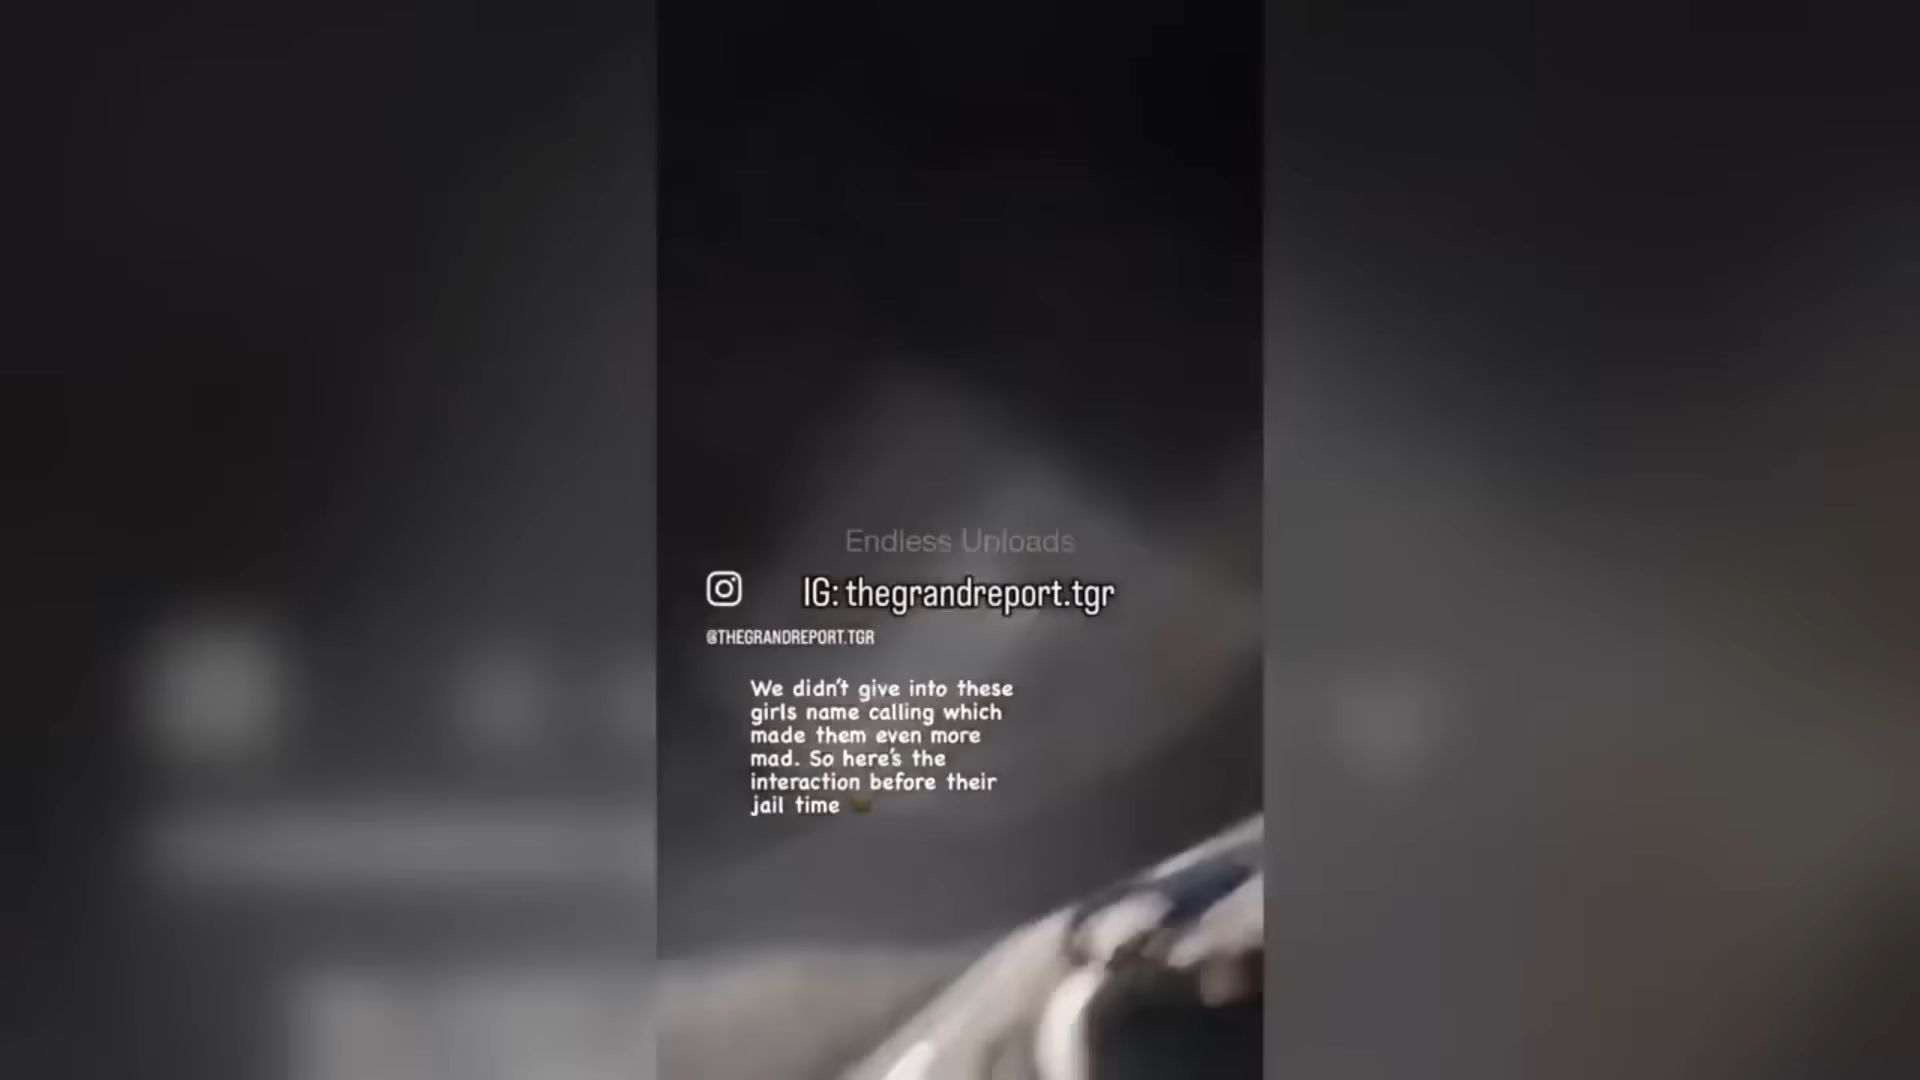 Endless Unloads
IG: thegrandreport.tgr
@THEGRANDREPORT.TGR
We didn't give into these
girls name calling which
made them even more
mad. So here's the
interaction before their
jail time